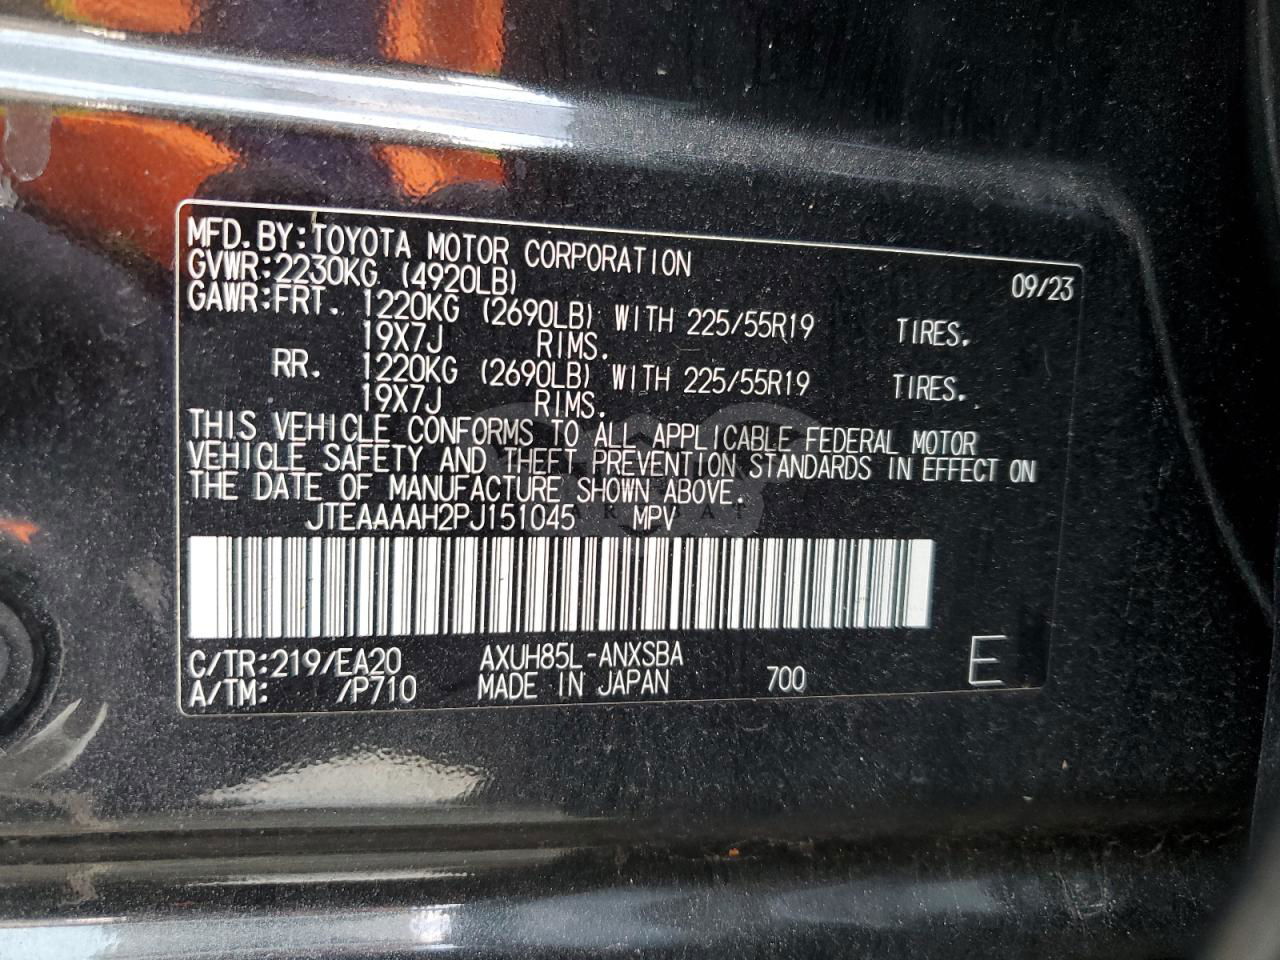 MFD.BY:TOYOTA MOTOR CORPORATION 09/23
GVWR:2230KG (4920LB)
GAWR:FRT. 1220KG (2690LB) WITH 225/55R19 TIRES.
19X7J RIMS.
RR. 1220KG (2690LB) WITH 225/55R19 TIRES.
19X7J RIMS.
THIS VEHICLE CONFORMS TO ALL APPLICABLE FEDERAL MOTOR
VEHICLE SAFETY AND THEFT PREVENTION STANDARDS IN EFFECT ON
THE DATE OF MANUFACTURE SHOWN ABOVE.
JTEAAAAH2PJ151045 MPV
C/TR:219/EA20 AXUH85L-ANXSBA
A/TM: /P710 MADE IN JAPAN 700 E